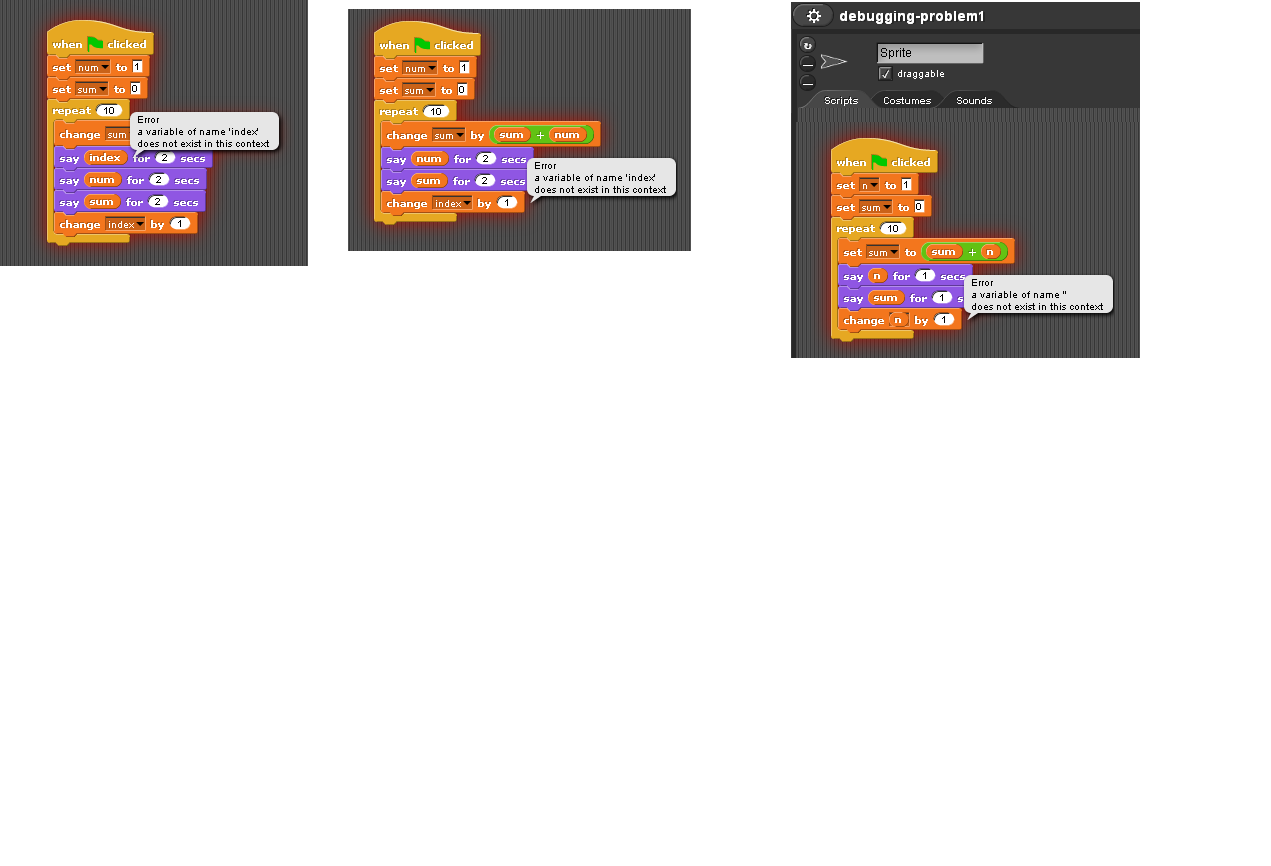 when clicked
set num to 1
set sum to 0
repeat 10
change sum
Error
a variable of name 'index'
does not exist in this context
say index for 2 secs
say num for 2 secs
say sum for 2 secs
change index by 1
when clicked
set num to 1
set sum to 0
repeat 10
change sum by sum + num
say num for 2 secs
Error
a variable of name 'index'
does not exist in this context
say sum for 2 secs
change index by 1
debugging-problem1
Sprite
draggable
Scripts Costumes Sounds
when clicked
set n to 1
set sum to 0
repeat 10
set sum to sum + n
say n for 1 secs
Error
a variable of name ''
does not exist in this context
say sum for 1 s
change n by 1